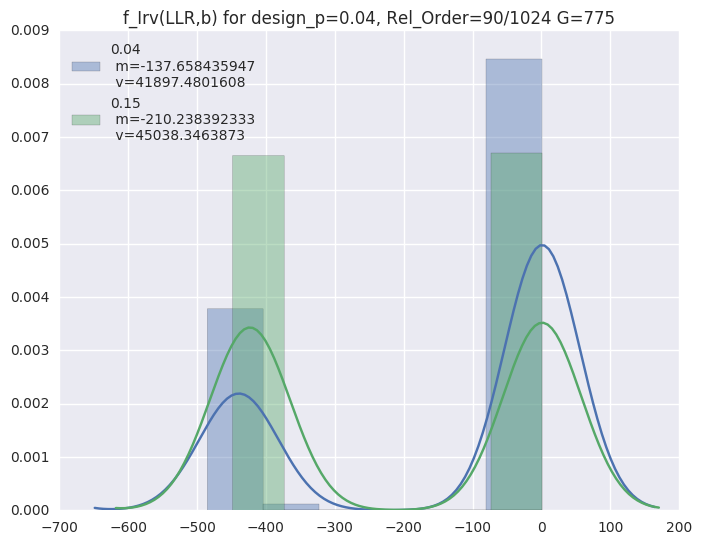 f_Irv(LLR,b) for design_p=0.04, Rel_Order=90/1024 G=775
0.04
m=-137.658435947
v=41897.4801608
0.15
m=-210.238392333
v=45038.3463873
0.009
0.008
0.007
0.006
0.005
0.004
0.003
0.002
0.001
0.000
−700 −600 −500 −400 −300 −200 −100 0 100 200